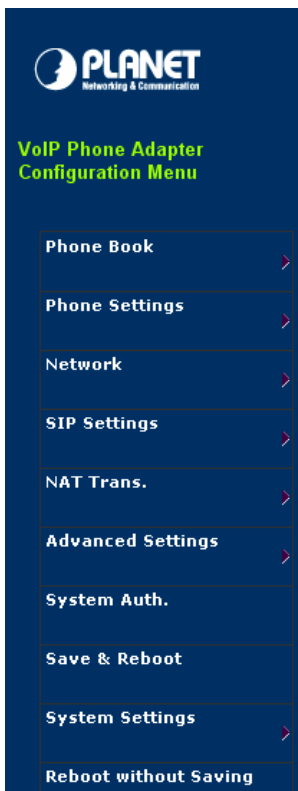 PLANET
Networking & Communication
VoIP Phone Adapter
Configuration Menu
Phone Book
Phone Settings
Network
SIP Settings
NAT Trans.
Advanced Settings
System Auth.
Save & Reboot
System Settings
Reboot without Saving